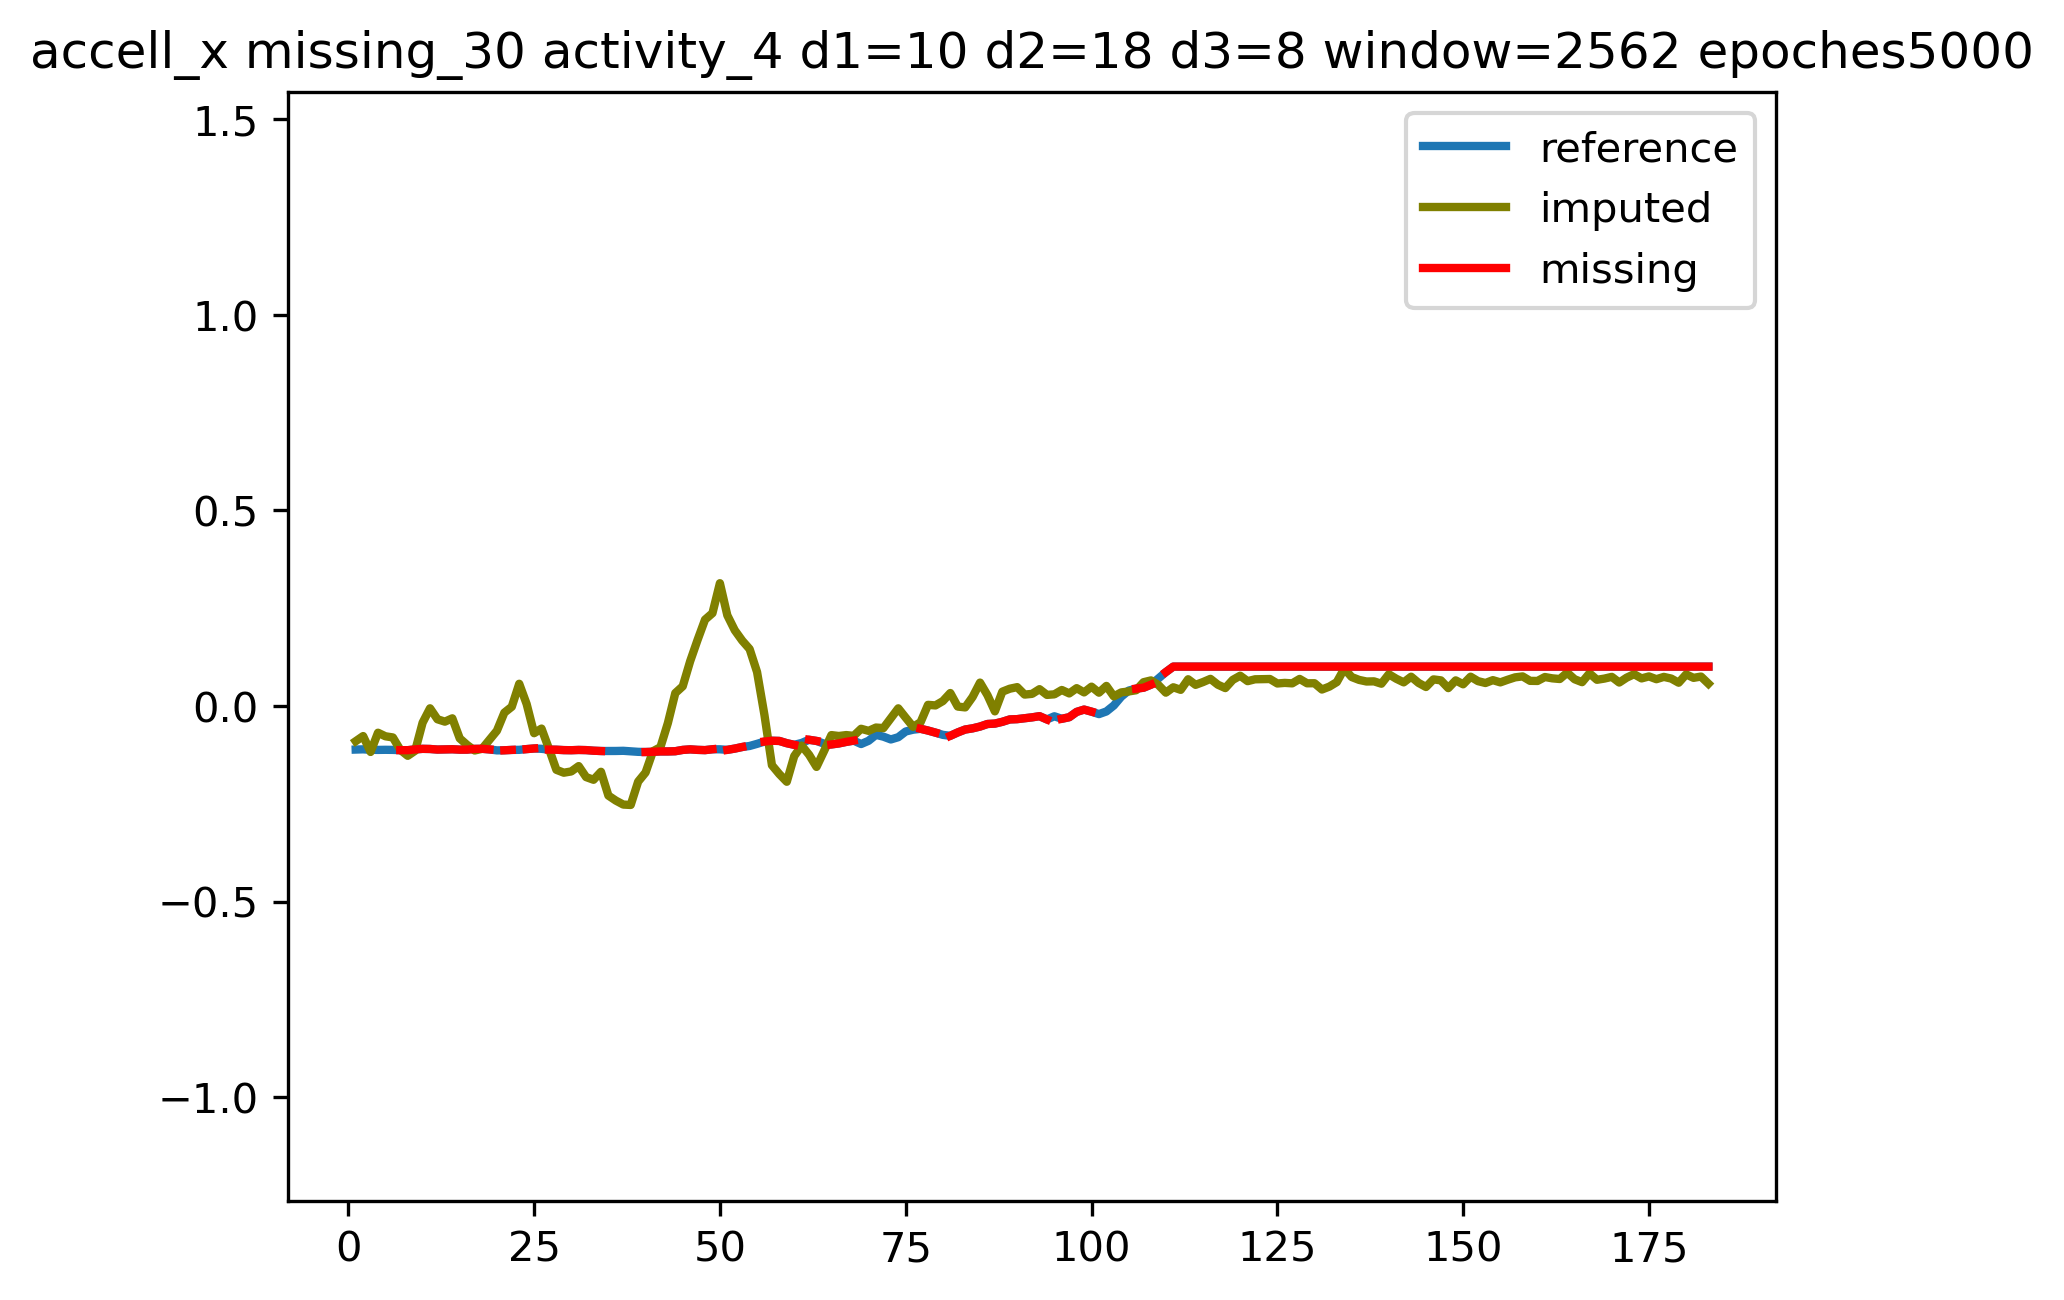 accell_x missing_30 activity_4 d1=10 d2=18 d3=8 window=2562 epoches5000
reference
imputed
missing
1.5
1.0
0.5
0.0
−0.5
−1.0
0 25 50 75 100 125 150 175